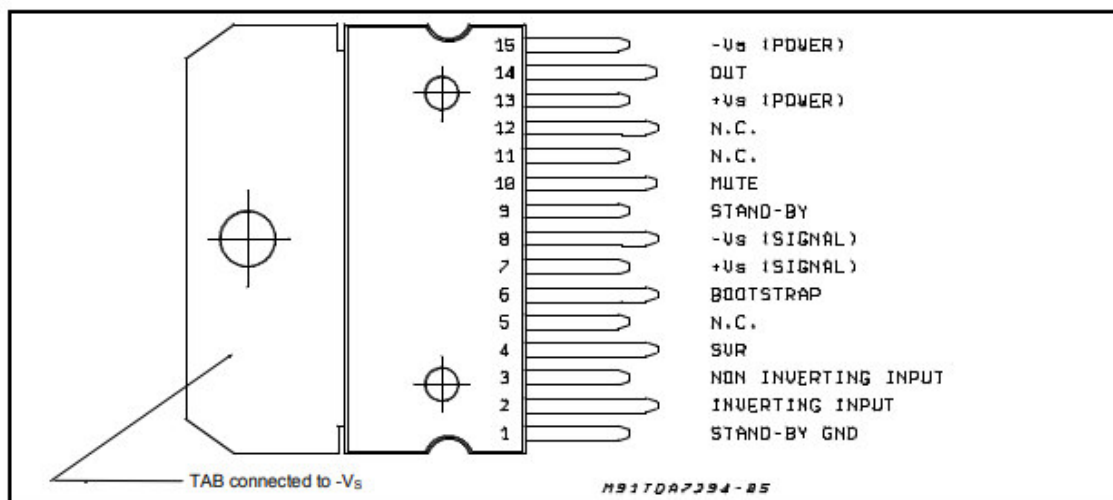 15 -Vs (POWER)
14 OUT
13 +Vs (POWER)
12 N.C.
11 N.C.
10 MUTE
9 STAND-BY
8 -Vs (SIGNAL)
7 +Vs (SIGNAL)
6 BOOTSTRAP
5 N.C.
4 SVR
3 NON INVERTING INPUT
2 INVERTING INPUT
1 STAND-BY GND
TAB connected to -VS
M91TDA7294-05